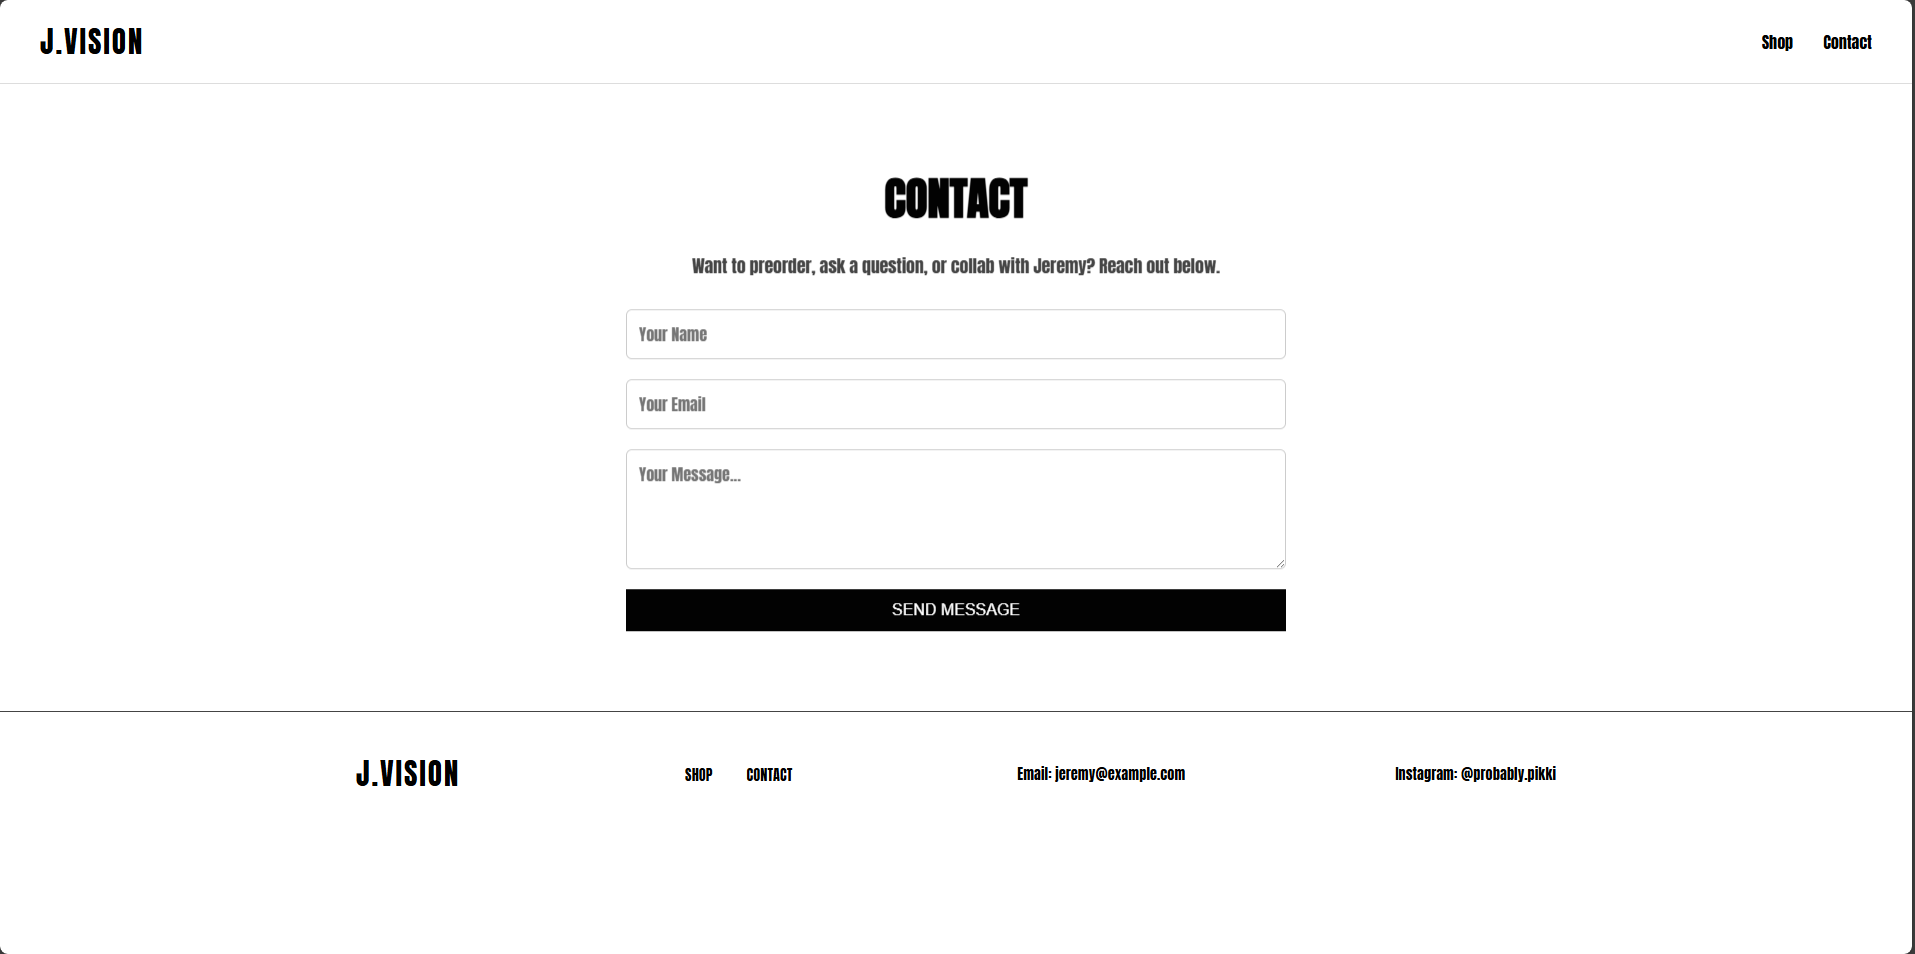 J.VISION
Shop Contact
CONTACT
Want to preorder, ask a question, or collab with Jeremy? Reach out below.
Your Name
Your Email
Your Message...
SEND MESSAGE
J.VISION SHOP CONTACT Email: jeremy@example.com Instagram: @probably.pikki